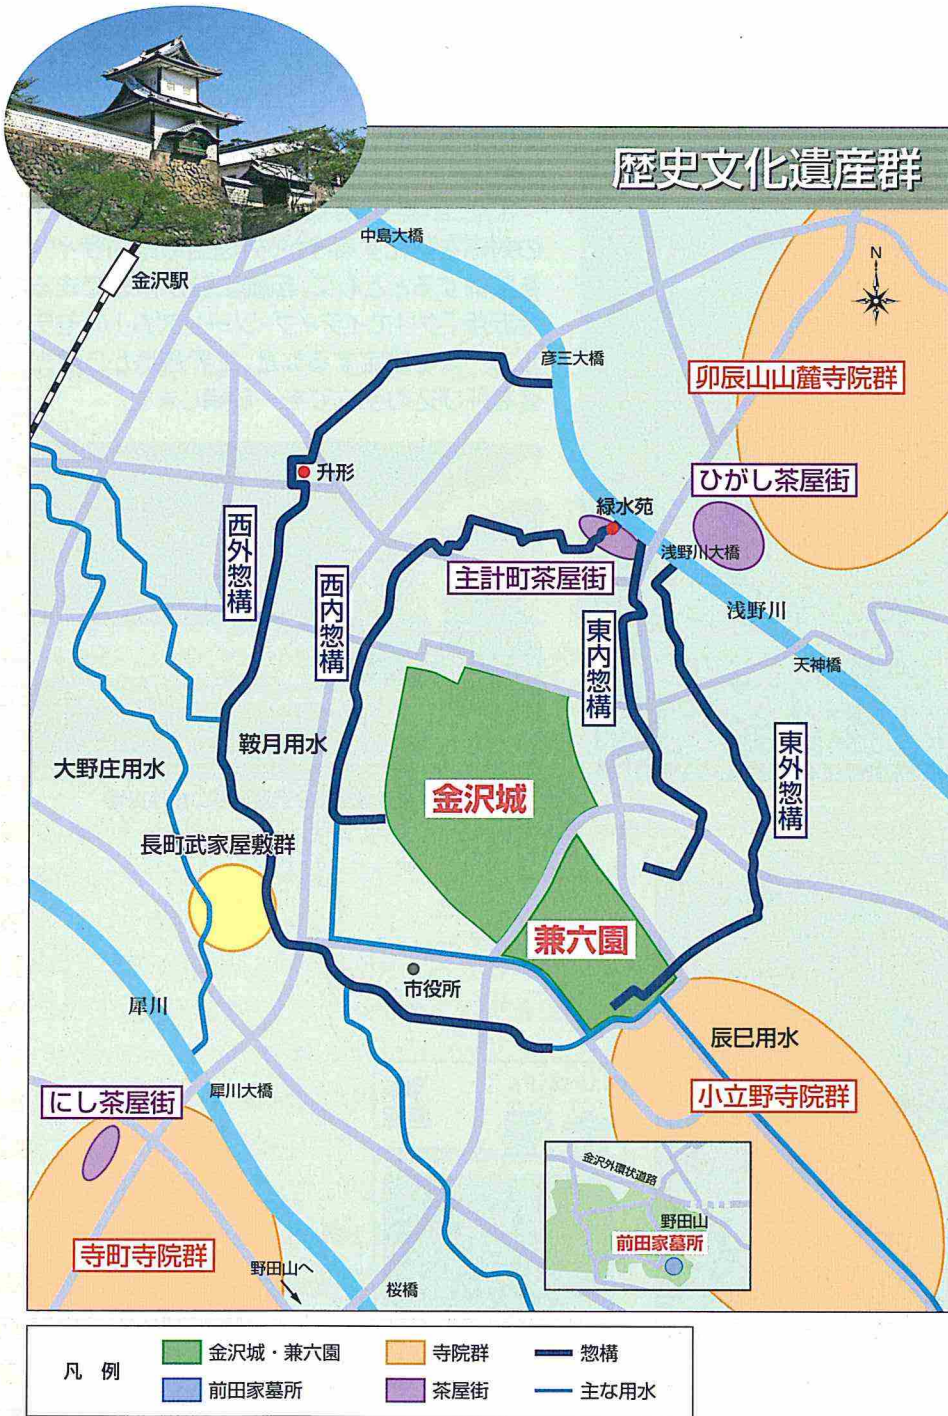 歴史文化遺産群
中島大橋
金沢駅
N
彦三大橋
卯辰山山麓寺院群
升形
ひがし茶屋街
緑水苑
西外惣構
浅野川大橋
主計町茶屋街
西内惣構
浅野川
東内惣構
天神橋
鞍月用水
東外惣構
大野庄用水
金沢城
長町武家屋敷群
兼六園
市役所
犀川
辰巳用水
犀川大橋
小立野寺院群
にし茶屋街
金沢外環状道路
野田山
前田家墓所
寺町寺院群
野田山へ
桜橋
凡 例
金沢城・兼六園
寺院群
惣構
前田家墓所
茶屋街
主な用水